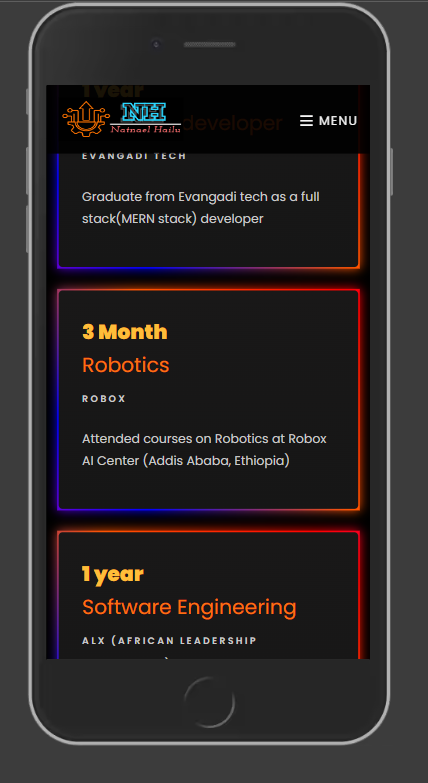 1 year
NH
Natnael Hailu
developer
MENU
EVANGADI TECH
Graduate from Evangadi tech as a full
stack(MERN stack) developer
3 Month
Robotics
ROBOX
Attended courses on Robotics at Robox
AI Center (Addis Ababa, Ethiopia)
1 year
Software Engineering
ALX (AFRICAN LEADERSHIP